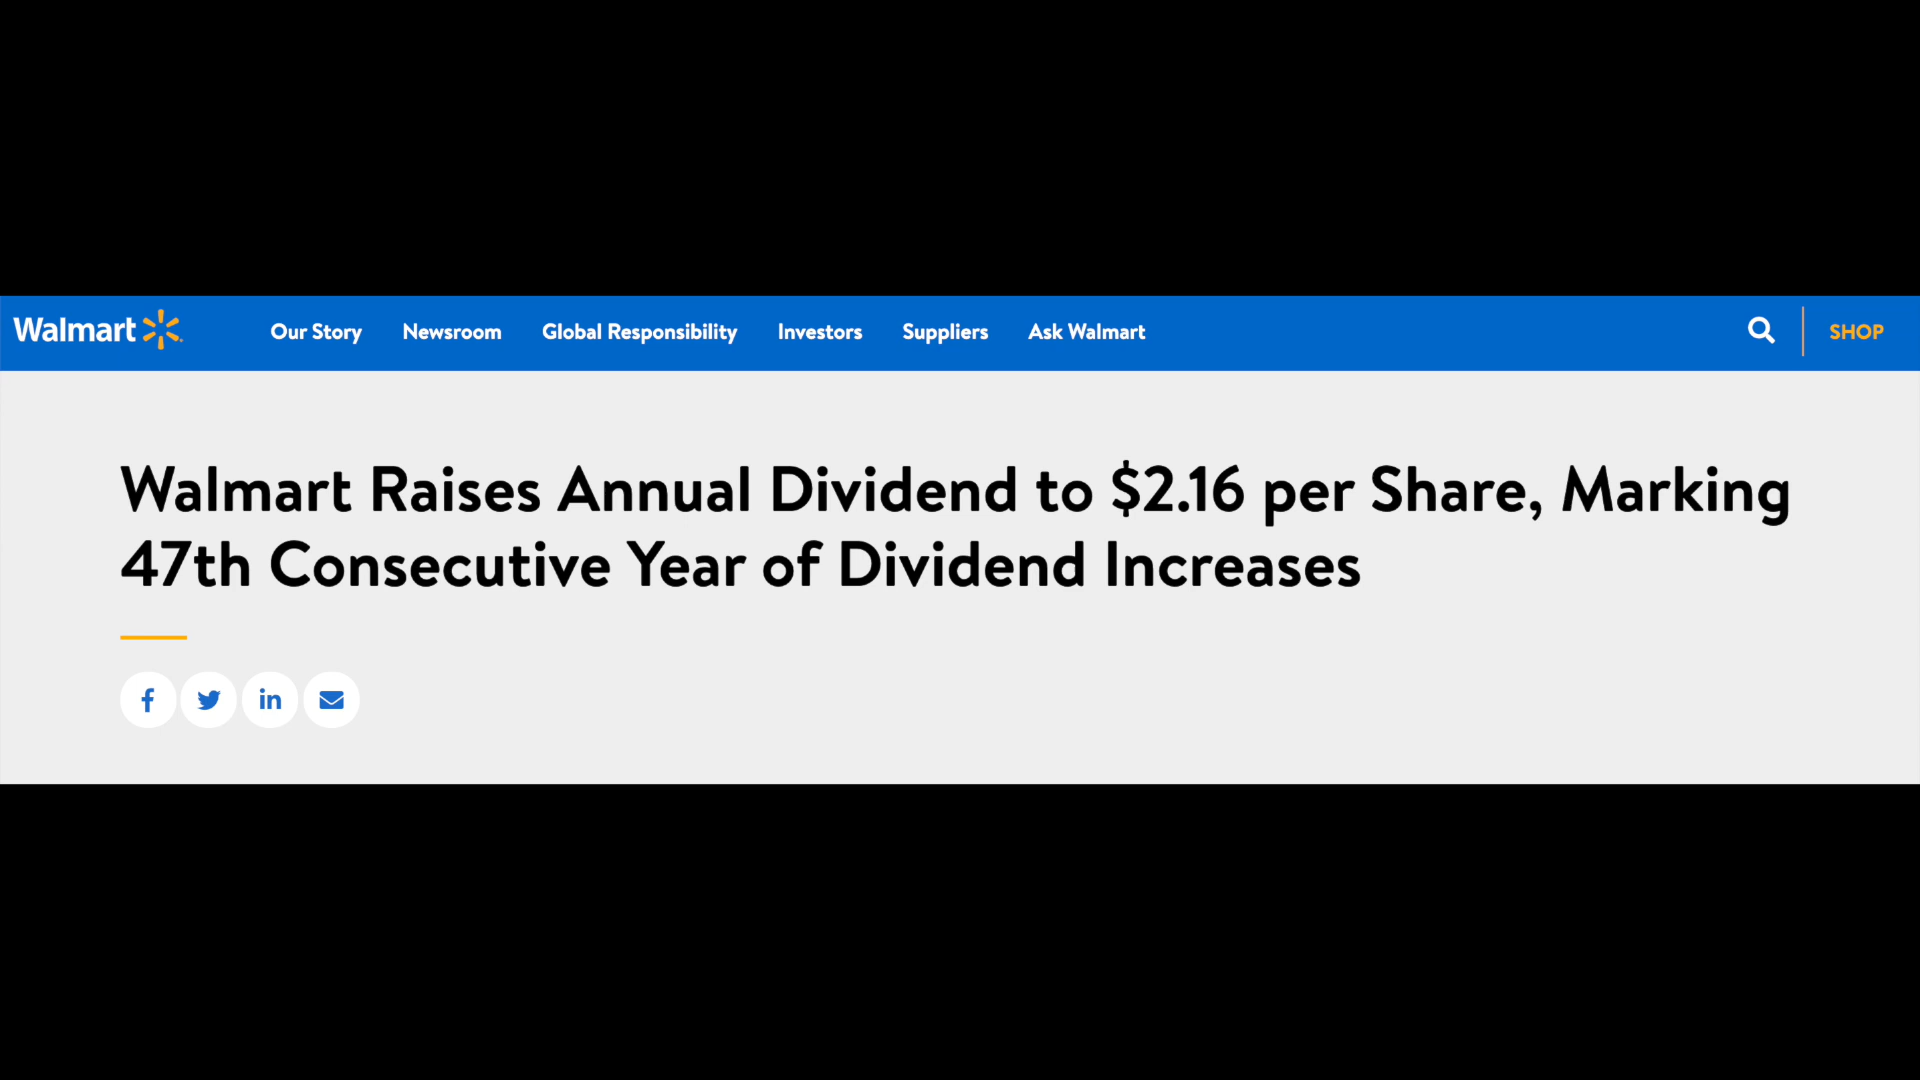 Walmart Our Story Newsroom Global Responsibility Investors Suppliers Ask Walmart SHOP
Walmart Raises Annual Dividend to $2.16 per Share, Marking
47th Consecutive Year of Dividend Increases